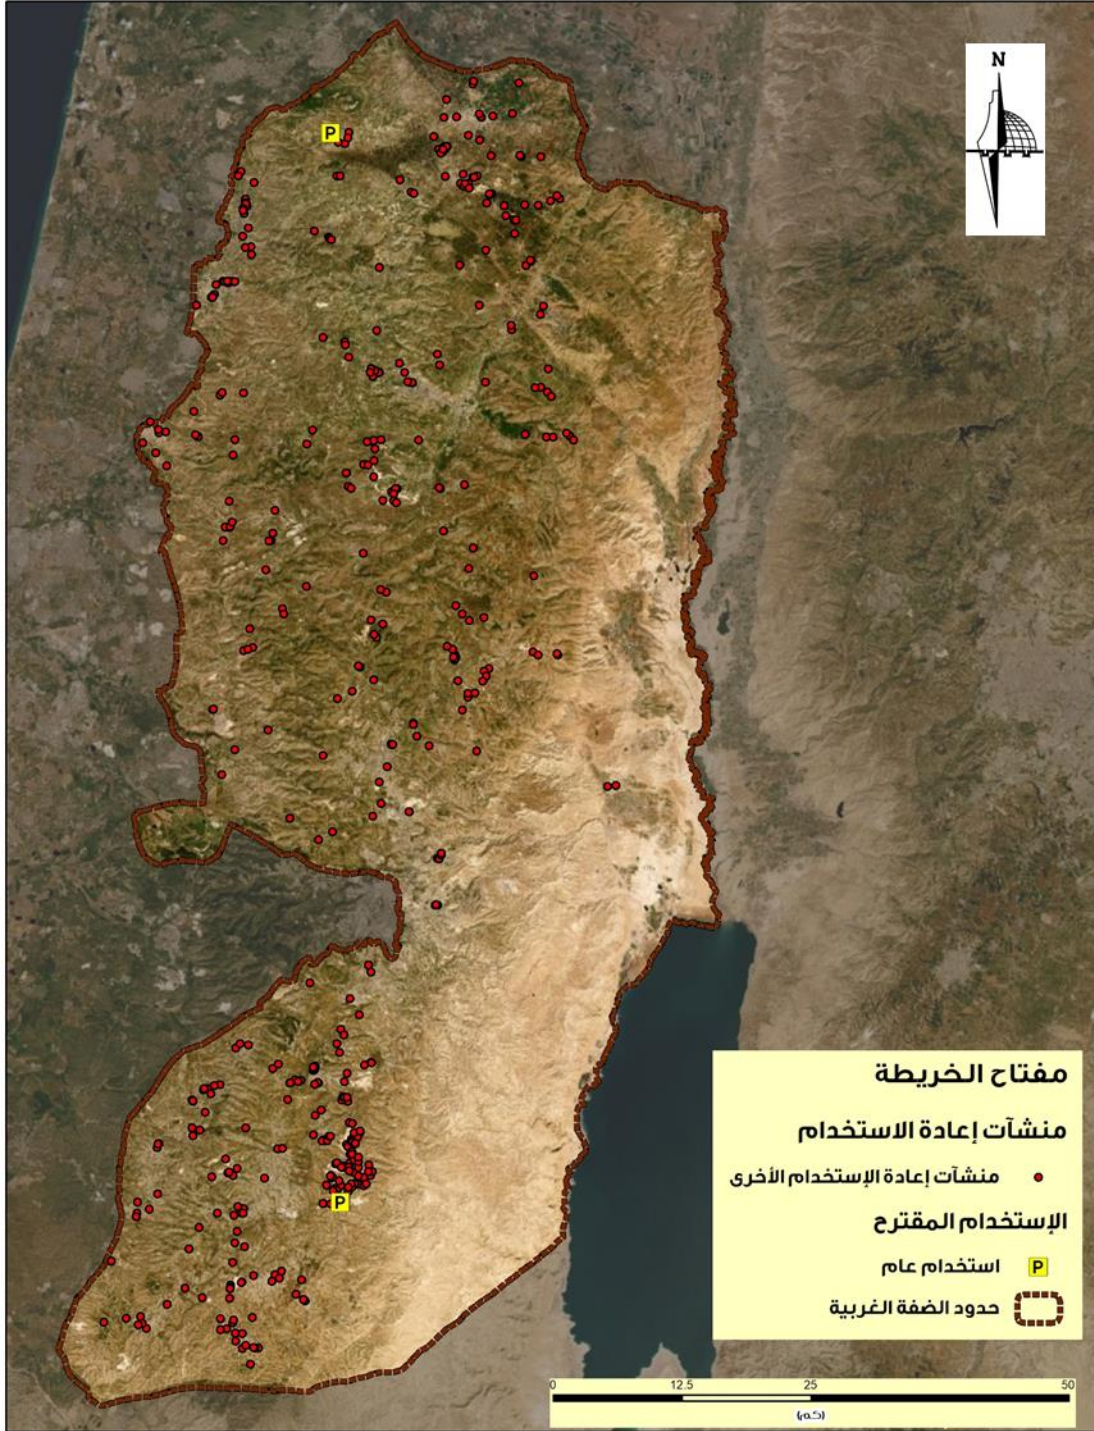 N
P
P
مفتاح الخريطة
منشآت إعادة الاستخدام
منشآت إعادة الإستخدام الأخرى
الإستخدام المقترح
استخدام عام P
حدود الضفة الغربية
0 12.5 25 50
(كم)